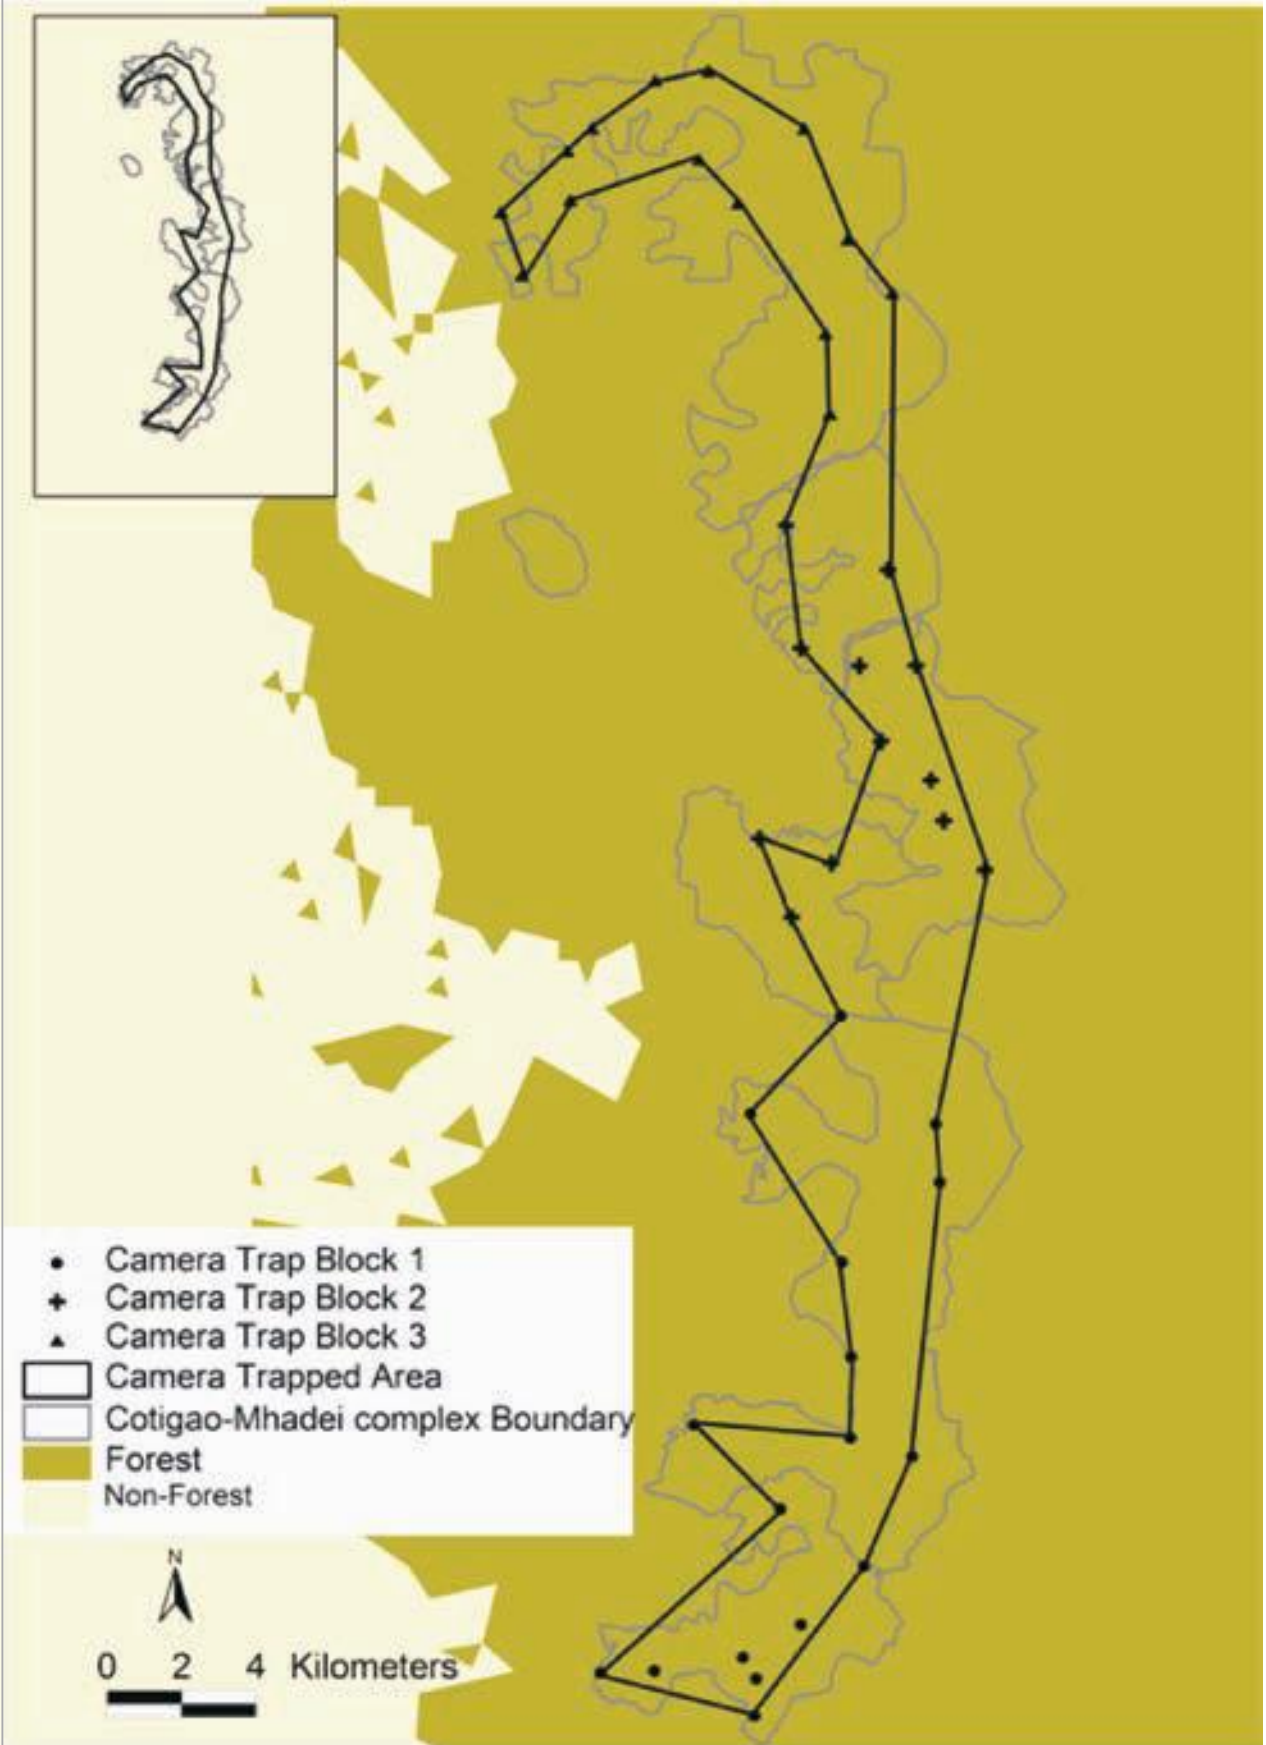 Camera Trap Block 1
Camera Trap Block 2
Camera Trap Block 3
Camera Trapped Area
Cotigao-Mhadei complex Boundary
Forest
Non-Forest
N
0 2 4 Kilometers